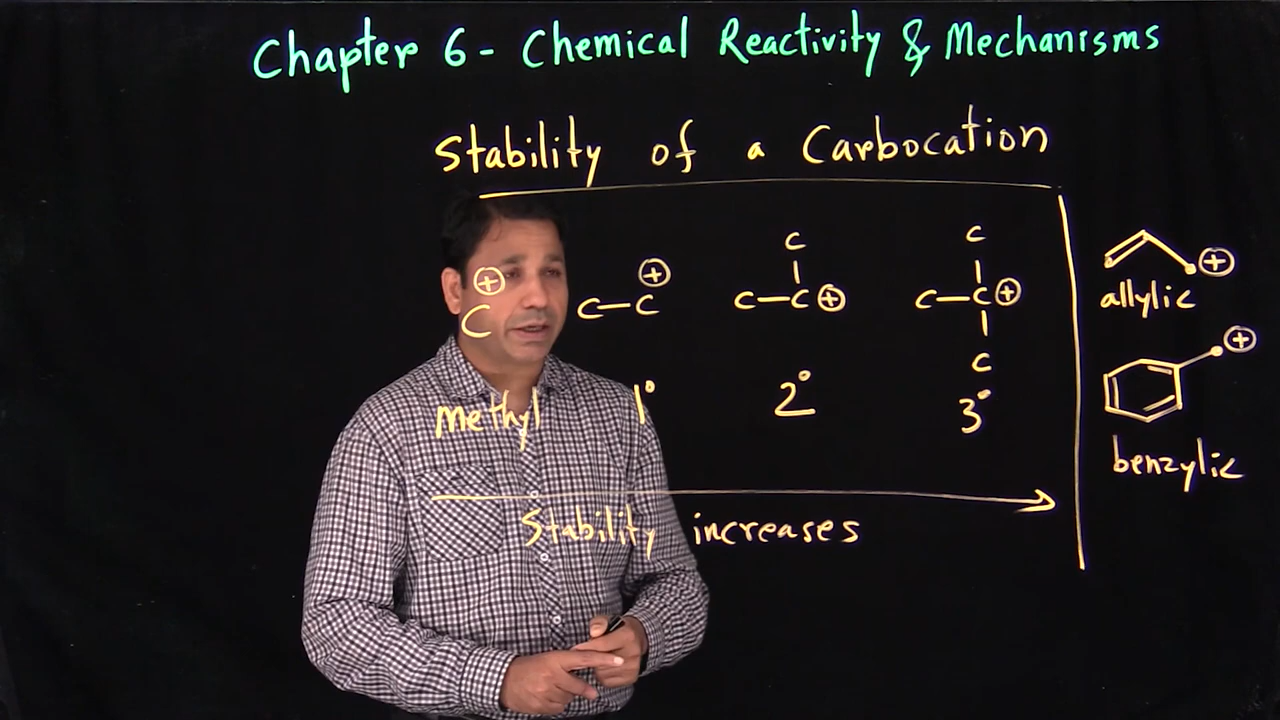 Chapter 6 - Chemical Reactivity & Mechanisms
Stability of a Carbocation
C⊕
C–C⊕
C
C–C⊕
C
C–C⊕
C
Methyl 1° 2° 3°
Stability increases
⊕
allylic
⊕
benzylic